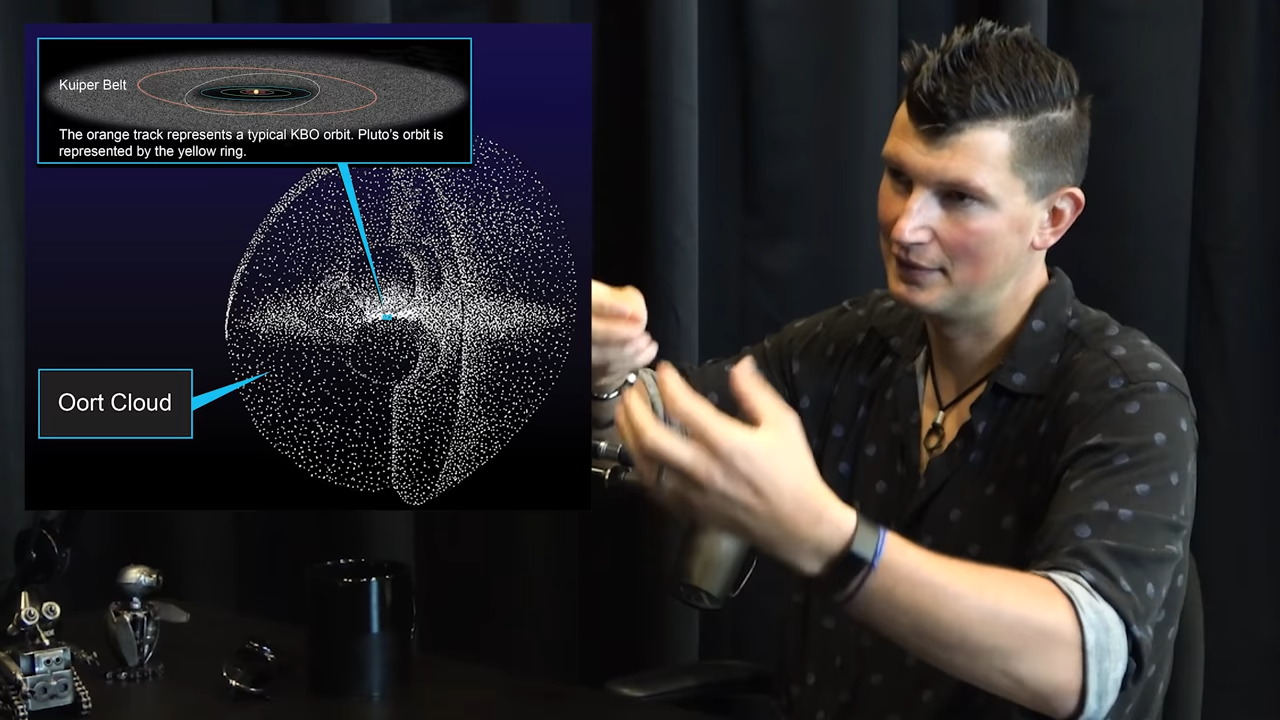 Kuiper Belt
The orange track represents a typical KBO orbit. Pluto's orbit is
represented by the yellow ring.
Oort Cloud